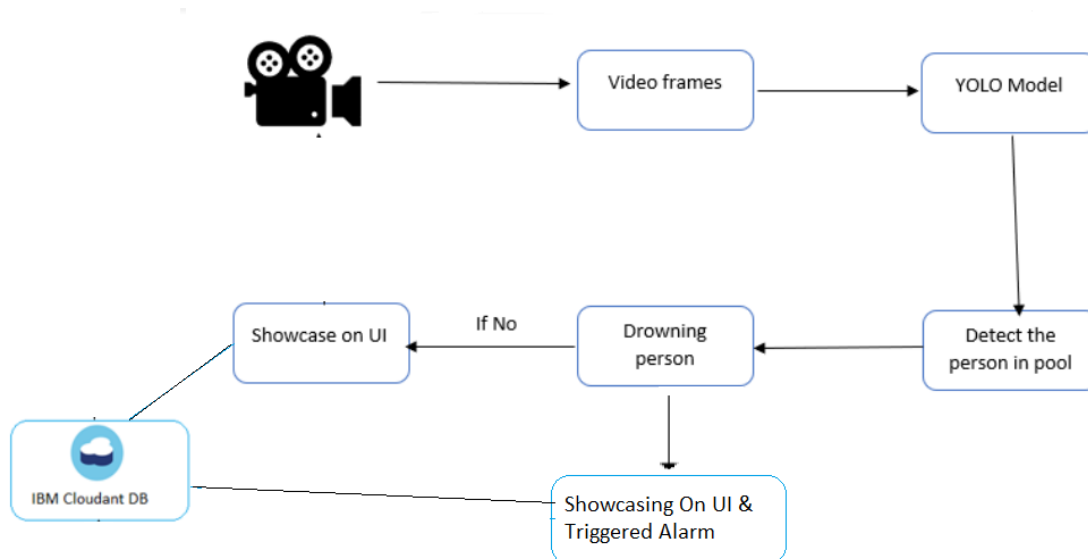 Video frames
YOLO Model
Detect the
person in pool
Drowning
person
If No
Showcase on UI
IBM Cloudant DB
Showcasing On UI &
Triggered Alarm